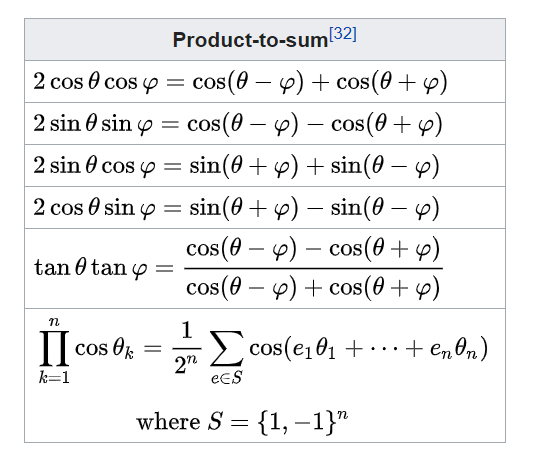 Product-to-sum[32]
2 cos θ cos φ = cos(θ − φ) + cos(θ + φ)
2 sin θ sin φ = cos(θ − φ) − cos(θ + φ)
2 sin θ cos φ = sin(θ + φ) + sin(θ − φ)
2 cos θ sin φ = sin(θ + φ) − sin(θ − φ)
tan θ tan φ = \frac{cos(θ − φ) − cos(θ + φ)}{cos(θ − φ) + cos(θ + φ)}
∏_{k=1}^{n} cos θ_k = \frac{1}{2^n} ∑_{e∈S} cos(e_1θ_1 + ⋯ + e_nθ_n)
where S = {1, −1}^n